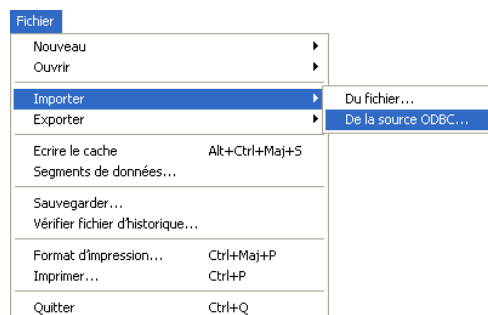 Fichier
Nouveau
Ouvrir
Importer
Du fichier...
Exporter
De la source ODBC...
Ecrire le cache Alt+Ctrl+Maj+S
Segments de données...
Sauvegarder...
Vérifier fichier d'historique...
Format d'impression... Ctrl+Maj+P
Imprimer... Ctrl+P
Quitter Ctrl+Q